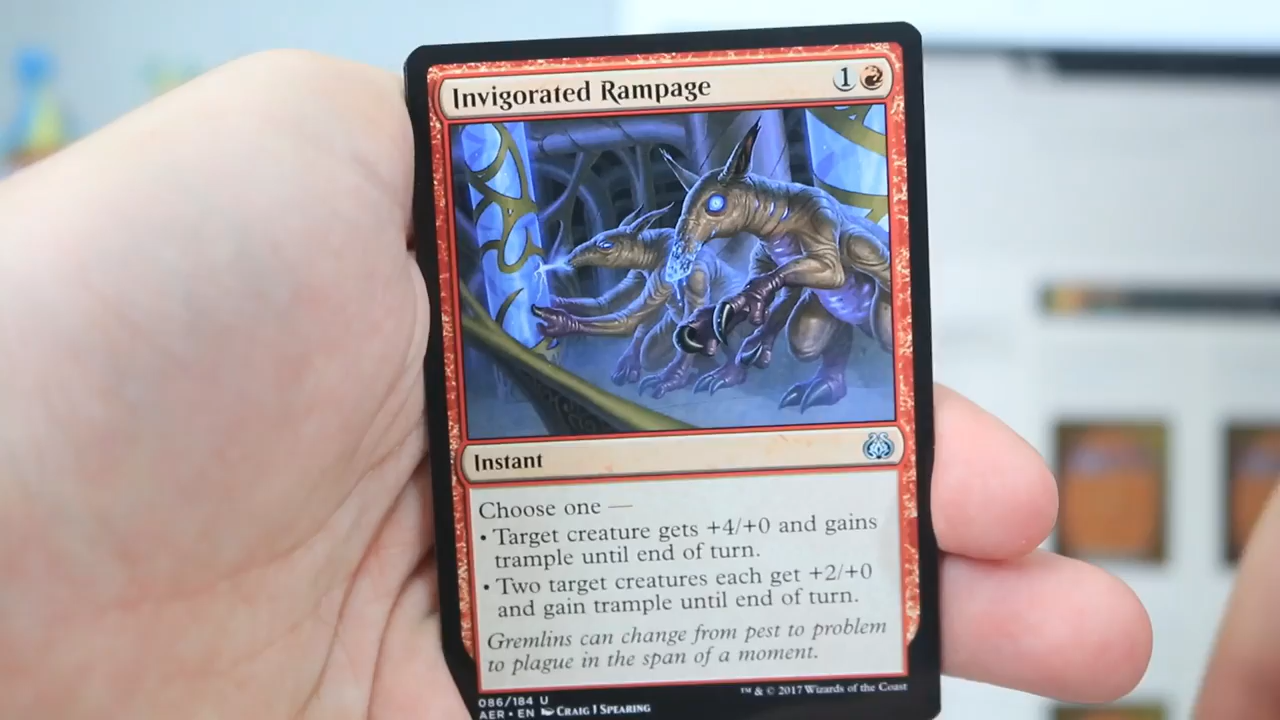 Invigorated Rampage 1
Instant
Choose one —
• Target creature gets +4/+0 and gains
trample until end of turn.
• Two target creatures each get +2/+0
and gain trample until end of turn.
Gremlins can change from pest to problem
to plague in the span of a moment.
086/184 U
™ & © 2017 Wizards of the Coast
AER • EN CRAIG J SPEARING